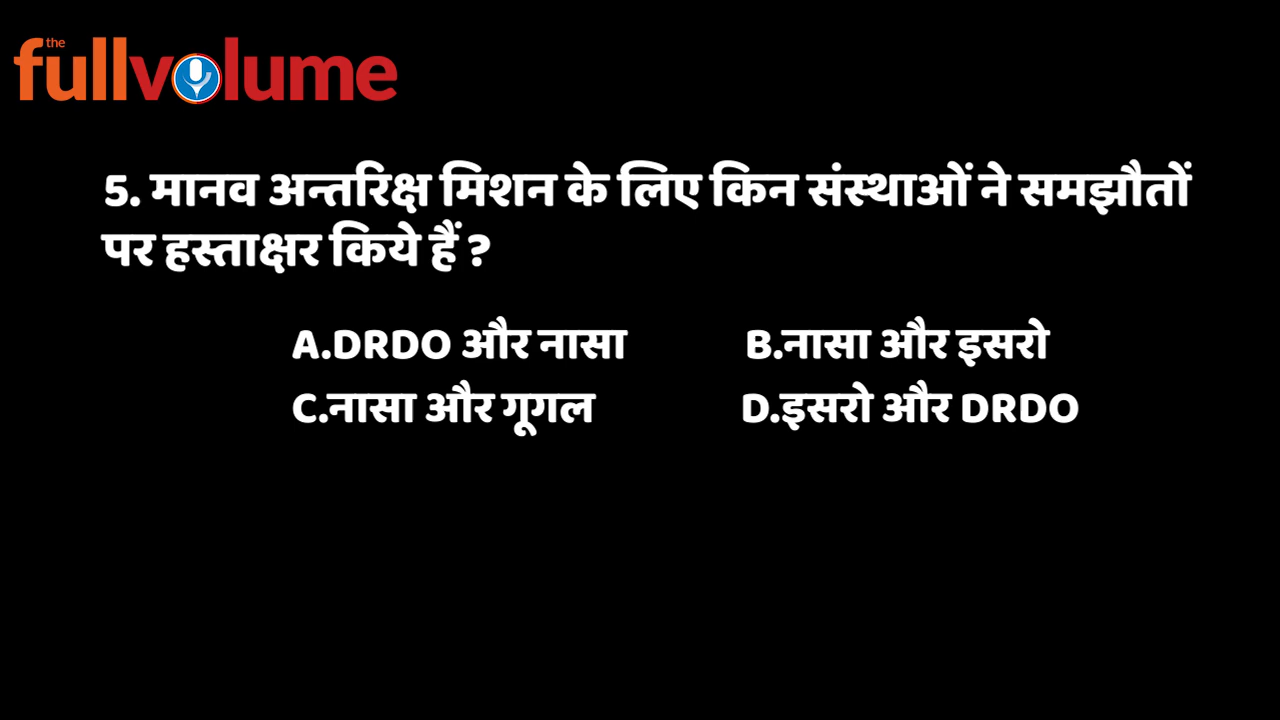 the
fullvolume
5. मानव अन्तरिक्ष मिशन के लिए किन संस्थाओं ने समझौतों
पर हस्ताक्षर किये हैं ?
A.DRDO और नासा B.नासा और इसरो
C.नासा और गूगल D.इसरो और DRDO